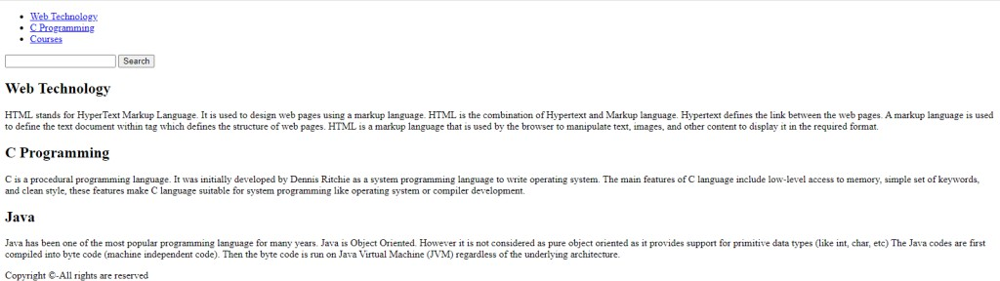 Web Technology
C Programming
Courses
Search
Web Technology
HTML stands for HyperText Markup Language. It is used to design web pages using a markup language. HTML is the combination of Hypertext and Markup language. Hypertext defines the link between the web pages. A markup language is used
to define the text document within tag which defines the structure of web pages. HTML is a markup language that is used by the browser to manipulate text, images, and other content to display it in the required format.
C Programming
C is a procedural programming language. It was initially developed by Dennis Ritchie as a system programming language to write operating system. The main features of C language include low-level access to memory, simple set of keywords,
and clean style, these features make C language suitable for system programming like operating system or compiler development.
Java
Java has been one of the most popular programming language for many years. Java is Object Oriented. However it is not considered as pure object oriented as it provides support for primitive data types (like int, char, etc) The Java codes are first
compiled into byte code (machine independent code). Then the byte code is run on Java Virtual Machine (JVM) regardless of the underlying architecture.
Copyright ©-All rights are reserved